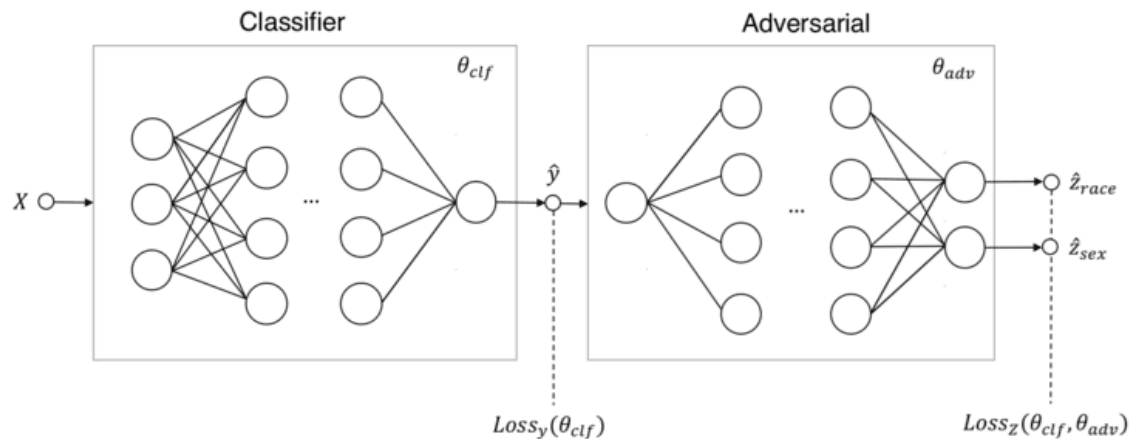 Classifier
Adversarial
θ_clf
θ_adv
X
...
ŷ
...
ẑ_race
ẑ_sex
Loss_y(θ_clf)
Loss_Z(θ_clf, θ_adv)